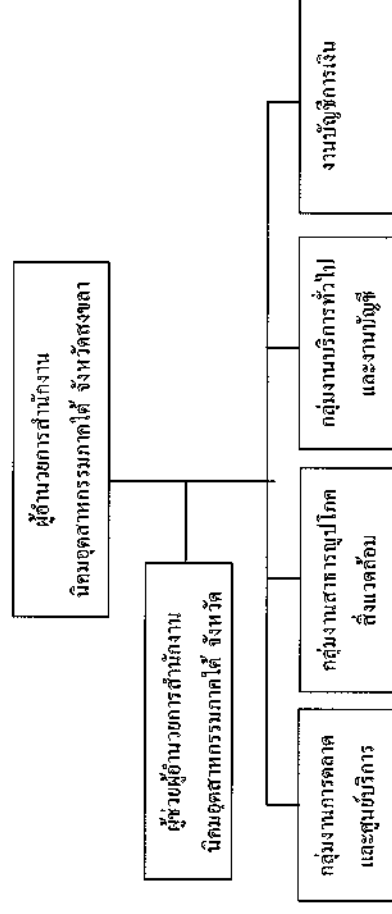 ผู้อำนวยการสำนักงาน
นิคมอุตสาหกรรมภาคใต้ จังหวัดสงขลา
ผู้ช่วยผู้อำนวยการสำนักงาน
นิคมอุตสาหกรรมภาคใต้ จังหวัด
กลุ่มงานการตลาด
และศูนย์บริการ
กลุ่มงานสาธารณูปโภค
สิ่งแวดล้อม
กลุ่มงานบริการทั่วไป
และงานบัญชี
งานบัญชีการเงิน